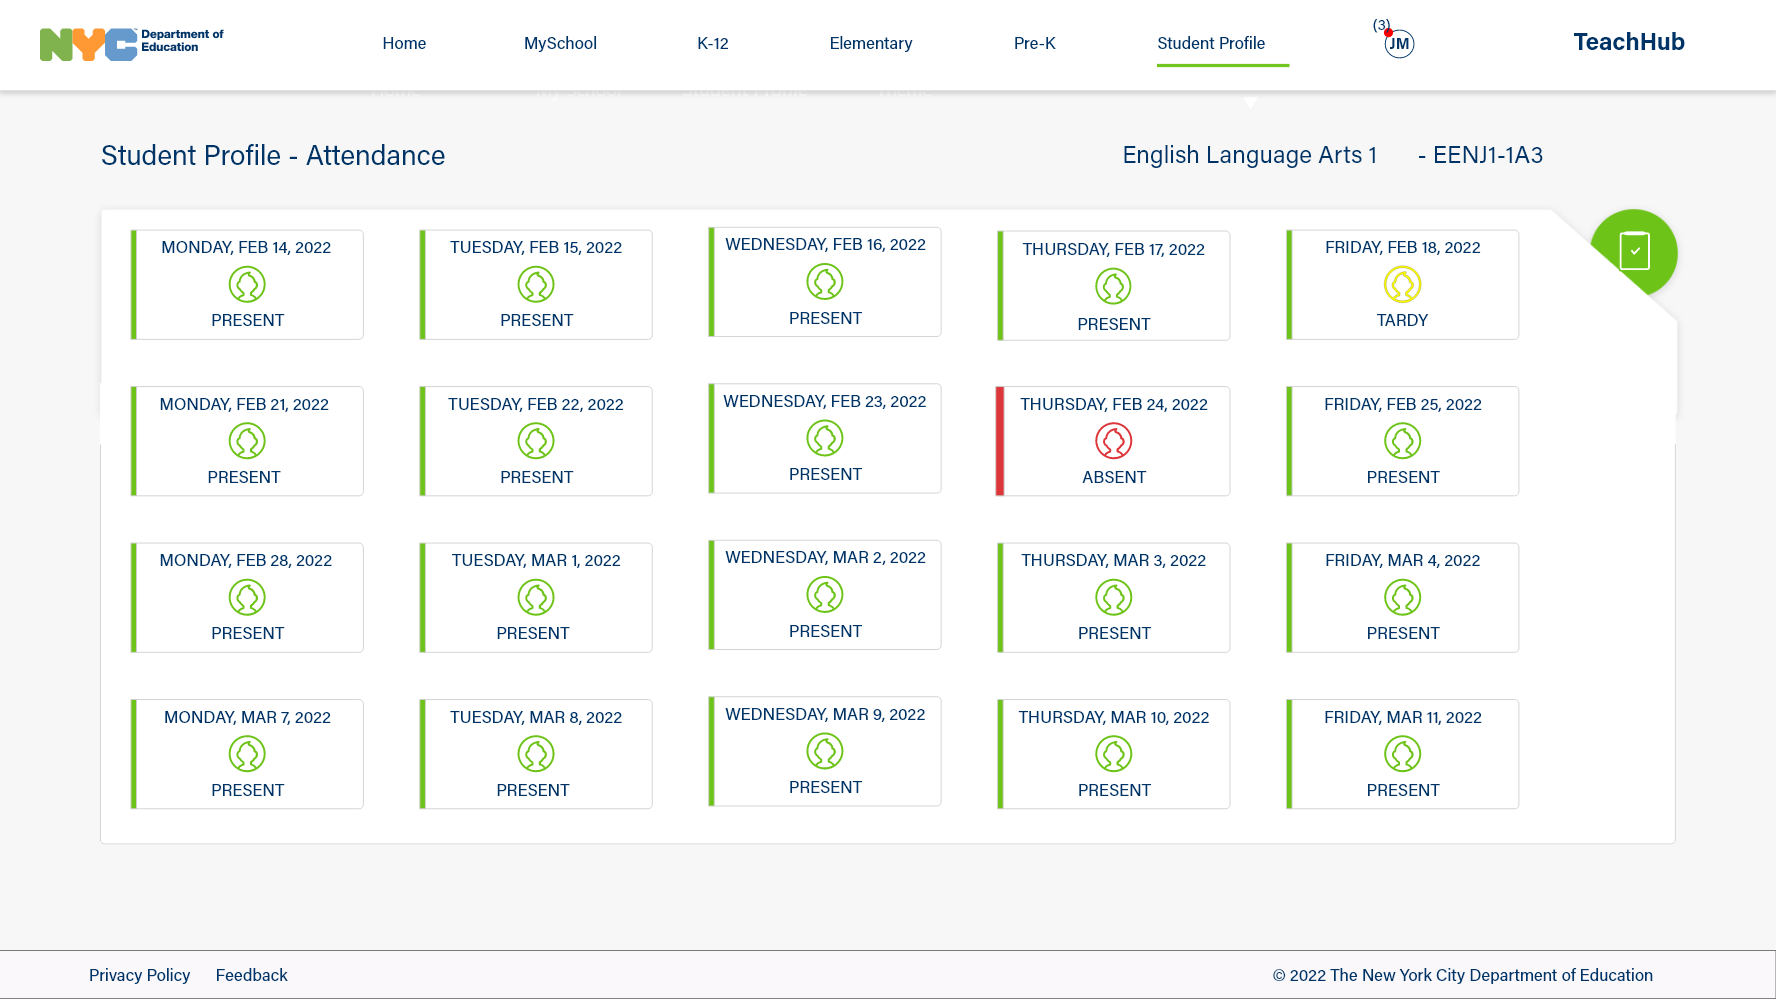 NYC Department of
Education
Home
MySchool
K-12
Elementary
Pre-K
Student Profile
(3)
JM
TeachHub
Student Profile - Attendance
English Language Arts 1 - EENJ1-1A3
MONDAY, FEB 14, 2022
PRESENT
TUESDAY, FEB 15, 2022
PRESENT
WEDNESDAY, FEB 16, 2022
PRESENT
THURSDAY, FEB 17, 2022
PRESENT
FRIDAY, FEB 18, 2022
TARDY
MONDAY, FEB 21, 2022
PRESENT
TUESDAY, FEB 22, 2022
PRESENT
WEDNESDAY, FEB 23, 2022
PRESENT
THURSDAY, FEB 24, 2022
ABSENT
FRIDAY, FEB 25, 2022
PRESENT
MONDAY, FEB 28, 2022
PRESENT
TUESDAY, MAR 1, 2022
PRESENT
WEDNESDAY, MAR 2, 2022
PRESENT
THURSDAY, MAR 3, 2022
PRESENT
FRIDAY, MAR 4, 2022
PRESENT
MONDAY, MAR 7, 2022
PRESENT
TUESDAY, MAR 8, 2022
PRESENT
WEDNESDAY, MAR 9, 2022
PRESENT
THURSDAY, MAR 10, 2022
PRESENT
FRIDAY, MAR 11, 2022
PRESENT
Privacy Policy
Feedback
© 2022 The New York City Department of Education